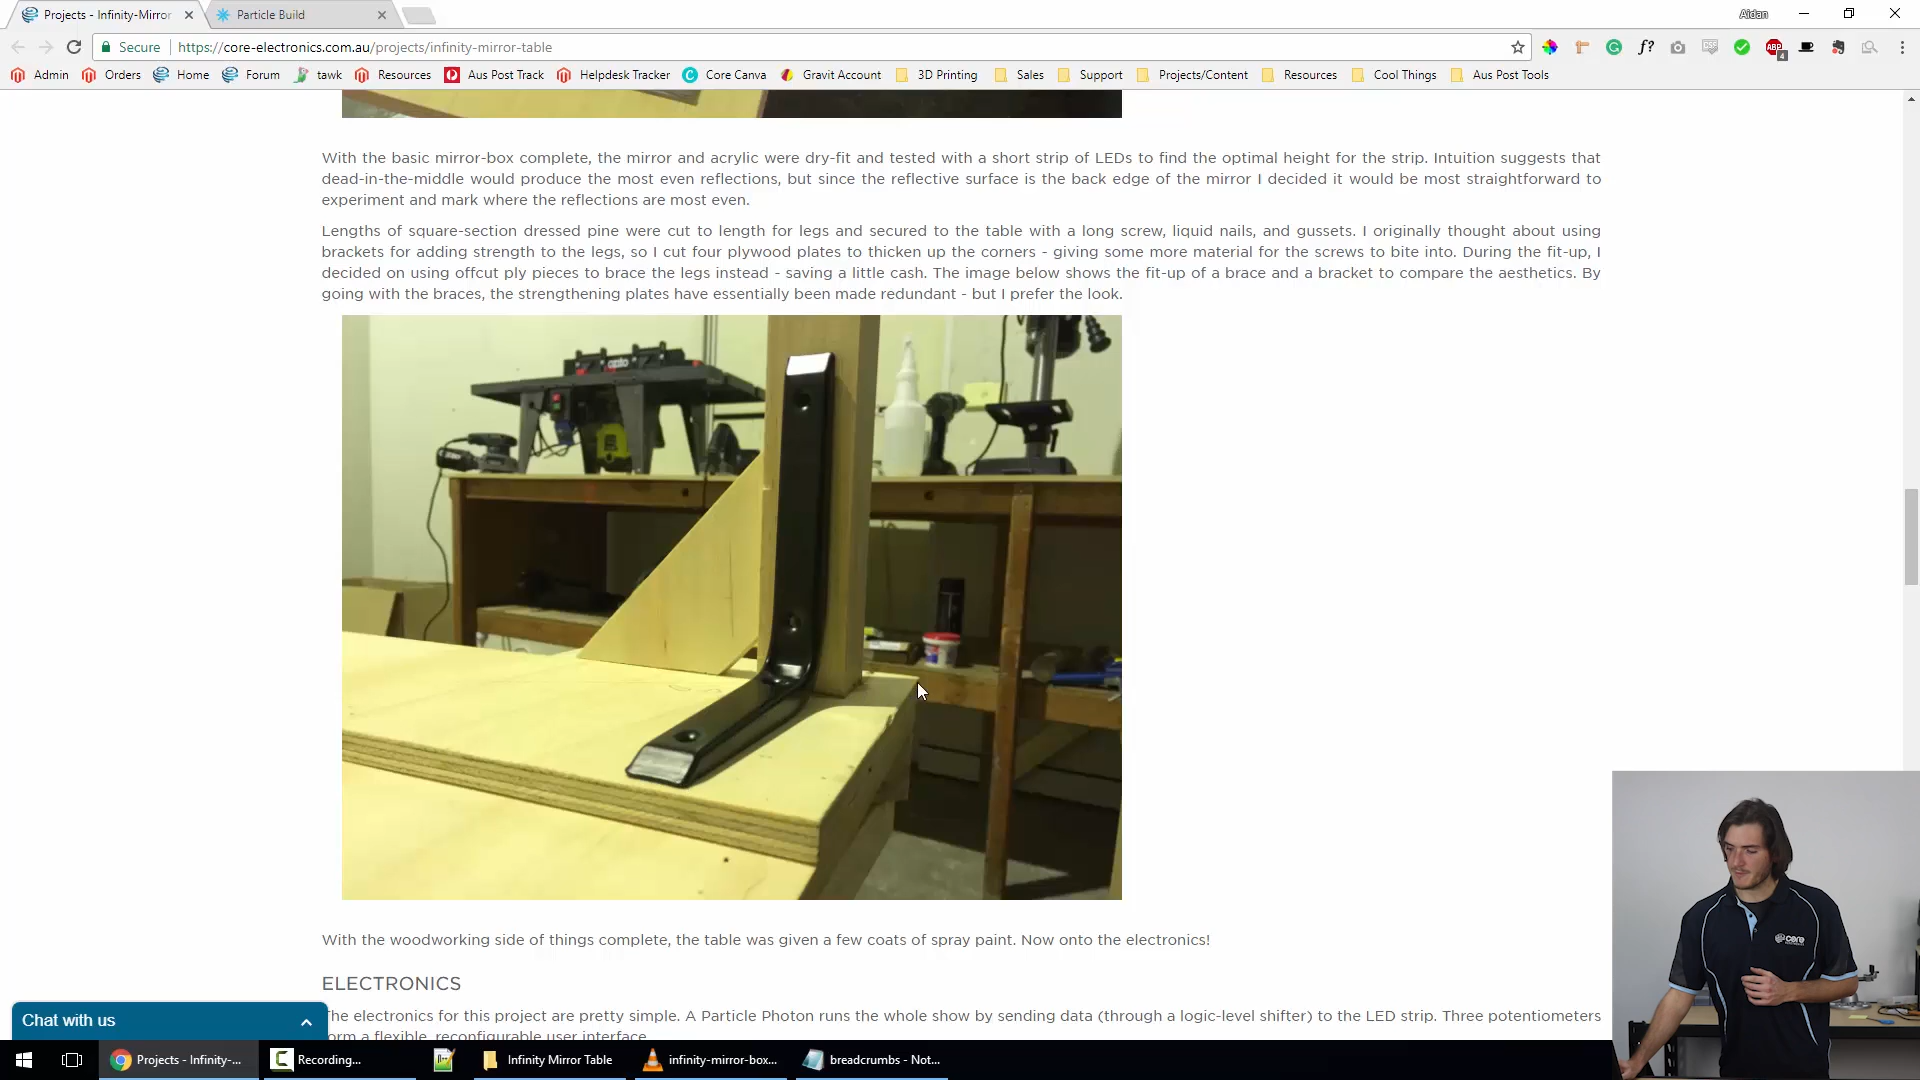 Projects - Infinity-Mirror
Particle Build
Aidan
Secure
https://core-electronics.com.au/projects/infinity-mirror-table
Admin
Orders
Home
Forum
tawk
Resources
Aus Post Track
Helpdesk Tracker
Core Canva
Gravit Account
3D Printing
Sales
Support
Projects/Content
Resources
Cool Things
Aus Post Tools
With the basic mirror-box complete, the mirror and acrylic were dry-fit and tested with a short strip of LEDs to find the optimal height for the strip. Intuition suggests that
dead-in-the-middle would produce the most even reflections, but since the reflective surface is the back edge of the mirror I decided it would be most straightforward to
experiment and mark where the reflections are most even.
Lengths of square-section dressed pine were cut to length for legs and secured to the table with a long screw, liquid nails, and gussets. I originally thought about using
brackets for adding strength to the legs, so I cut four plywood plates to thicken up the corners - giving some more material for the screws to bite into. During the fit-up, I
decided on using offcut ply pieces to brace the legs instead - saving a little cash. The image below shows the fit-up of a brace and a bracket to compare the aesthetics. By
going with the braces, the strengthening plates have essentially been made redundant - but I prefer the look.
ozito
With the woodworking side of things complete, the table was given a few coats of spray paint. Now onto the electronics!
ELECTRONICS
The electronics for this project are pretty simple. A Particle Photon runs the whole show by sending data (through a logic-level shifter) to the LED strip. Three potentiometers
form a flexible, reconfigurable user interface.
Chat with us
core
Projects - Infinity-...
Recording...
Infinity Mirror Table
infinity-mirror-box...
breadcrumbs - Not...